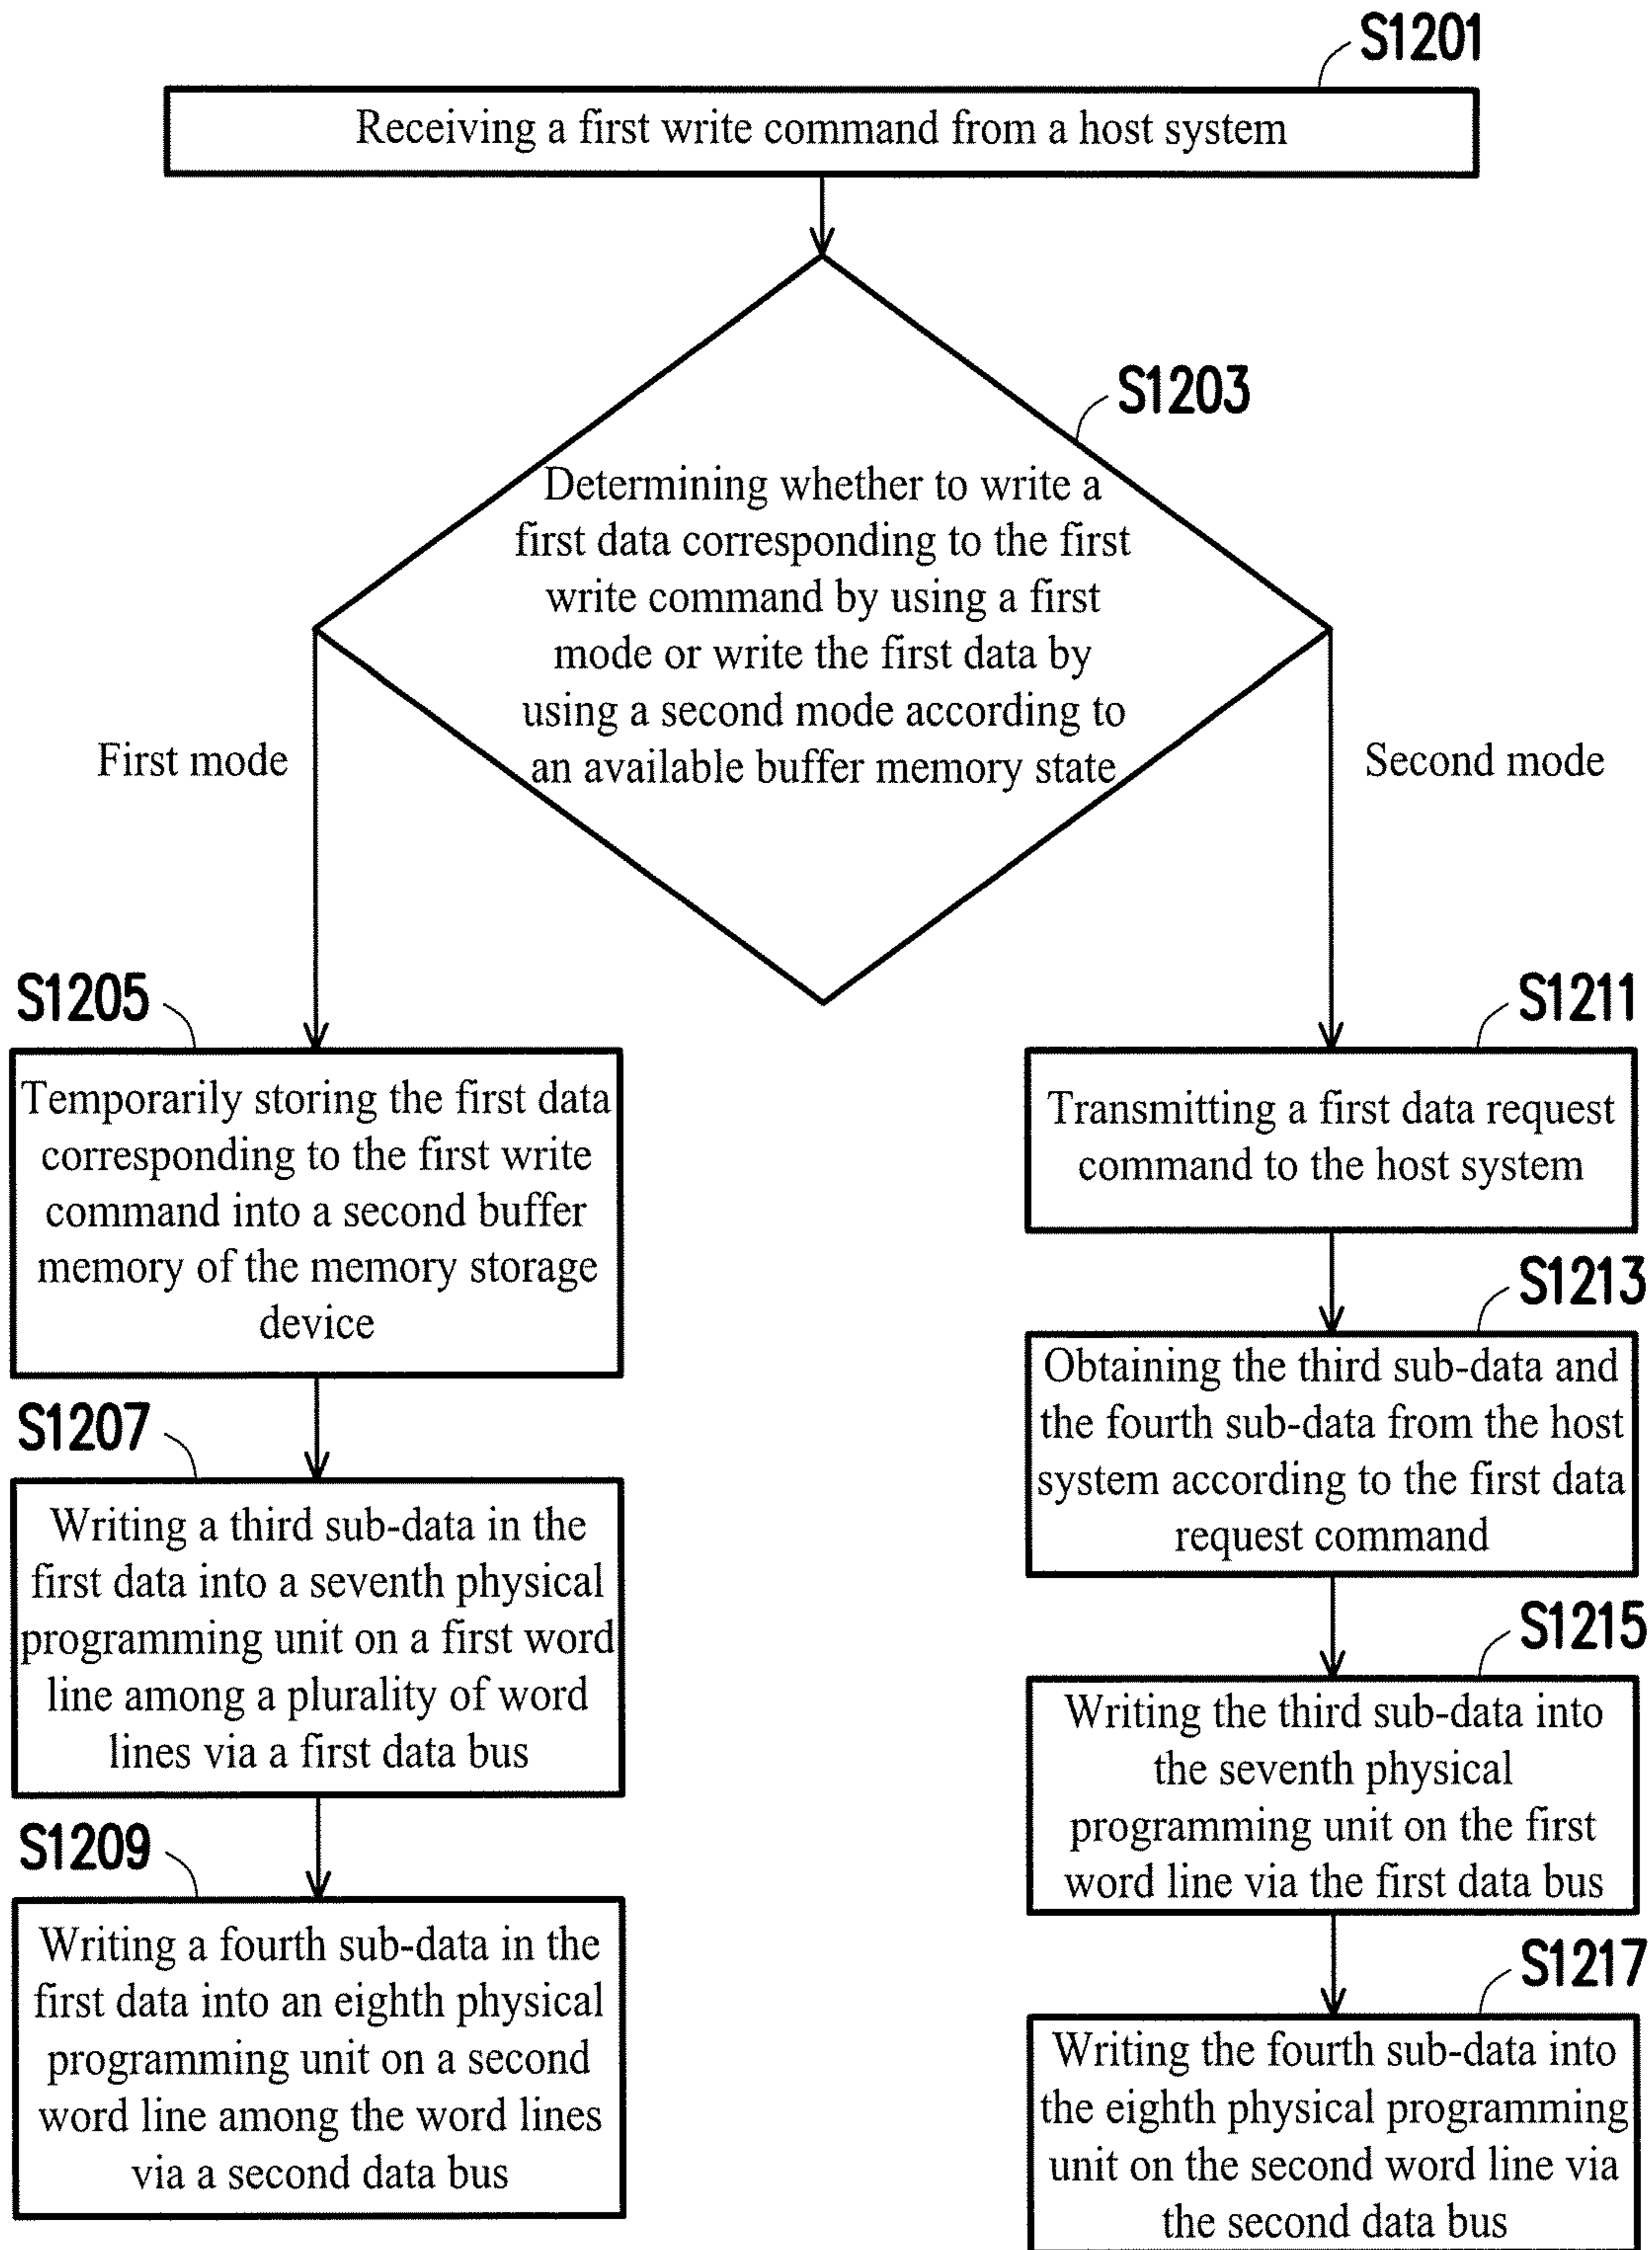 S1201
Receiving a first write command from a host system
S1203
Determining whether to write a
first data corresponding to the first
write command by using a first
mode or write the first data by
using a second mode according to
an available buffer memory state
First mode
Second mode
S1205
Temporarily storing the first data
corresponding to the first write
command into a second buffer
memory of the memory storage
device
S1207
Writing a third sub-data in the
first data into a seventh physical
programming unit on a first word
line among a plurality of word
lines via a first data bus
S1209
Writing a fourth sub-data in the
first data into an eighth physical
programming unit on a second
word line among the word lines
via a second data bus
S1211
Transmitting a first data request
command to the host system
S1213
Obtaining the third sub-data and
the fourth sub-data from the host
system according to the first data
request command
S1215
Writing the third sub-data into
the seventh physical
programming unit on the first
word line via the first data bus
S1217
Writing the fourth sub-data into
the eighth physical programming
unit on the second word line via
the second data bus